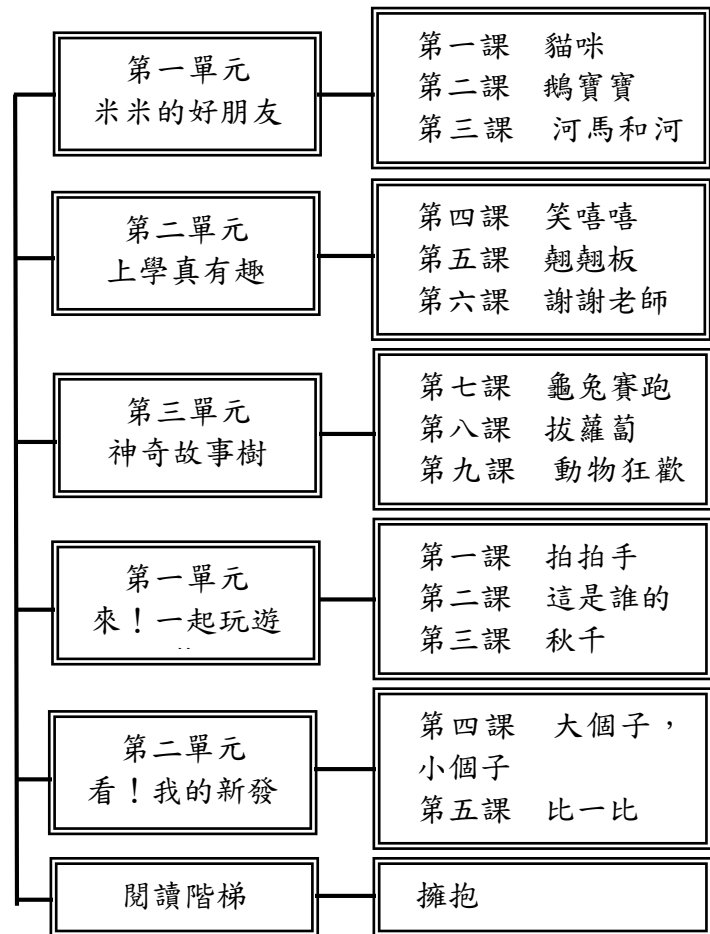 第一單元
米米的好朋友
第一課 貓咪
第二課 鵝寶寶
第三課 河馬和河
第二單元
上學真有趣
第四課 笑嘻嘻
第五課 翹翹板
第六課 謝謝老師
第三單元
神奇故事樹
第七課 龜兔賽跑
第八課 拔蘿蔔
第九課 動物狂歡
第一單元
來！一起玩遊
第一課 拍拍手
第二課 這是誰的
第三課 秋千
第二單元
看！我的新發
第四課 大個子，
小個子
第五課 比一比
閱讀階梯
擁抱